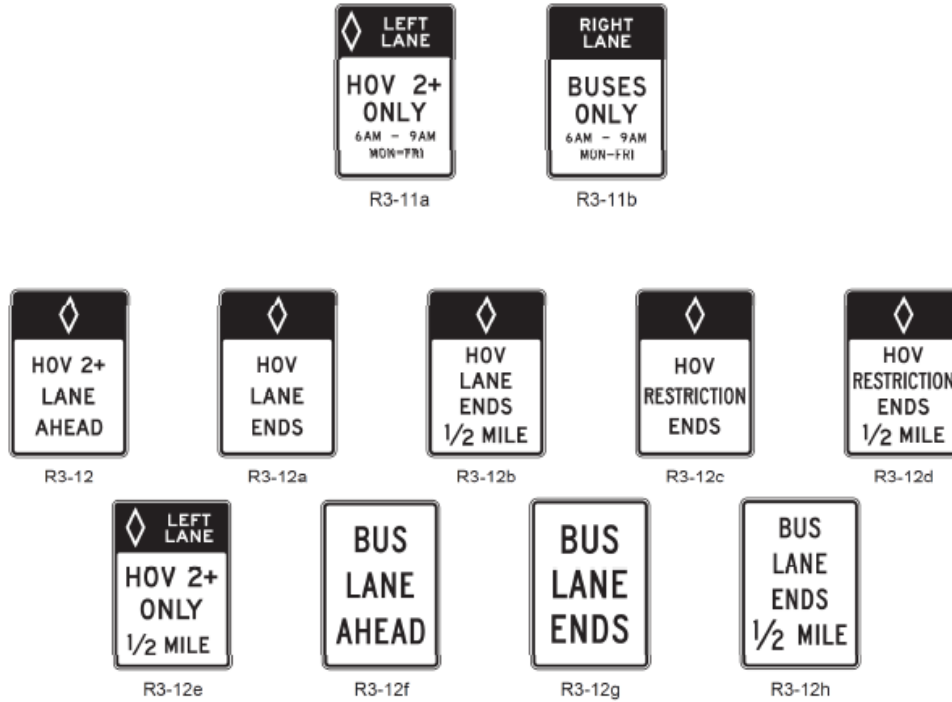 LEFT
LANE
HOV 2+
ONLY
6AM - 9AM
MON-FRI
R3-11a
RIGHT
LANE
BUSES
ONLY
6AM - 9AM
MON-FRI
R3-11b
HOV 2+
LANE
AHEAD
R3-12
HOV
LANE
ENDS
R3-12a
HOV
LANE
ENDS
1/2 MILE
R3-12b
HOV
RESTRICTION
ENDS
R3-12c
HOV
RESTRICTION
ENDS
1/2 MILE
R3-12d
LEFT
LANE
HOV 2+
ONLY
1/2 MILE
R3-12e
BUS
LANE
AHEAD
R3-12f
BUS
LANE
ENDS
R3-12g
BUS
LANE
ENDS
1/2 MILE
R3-12h